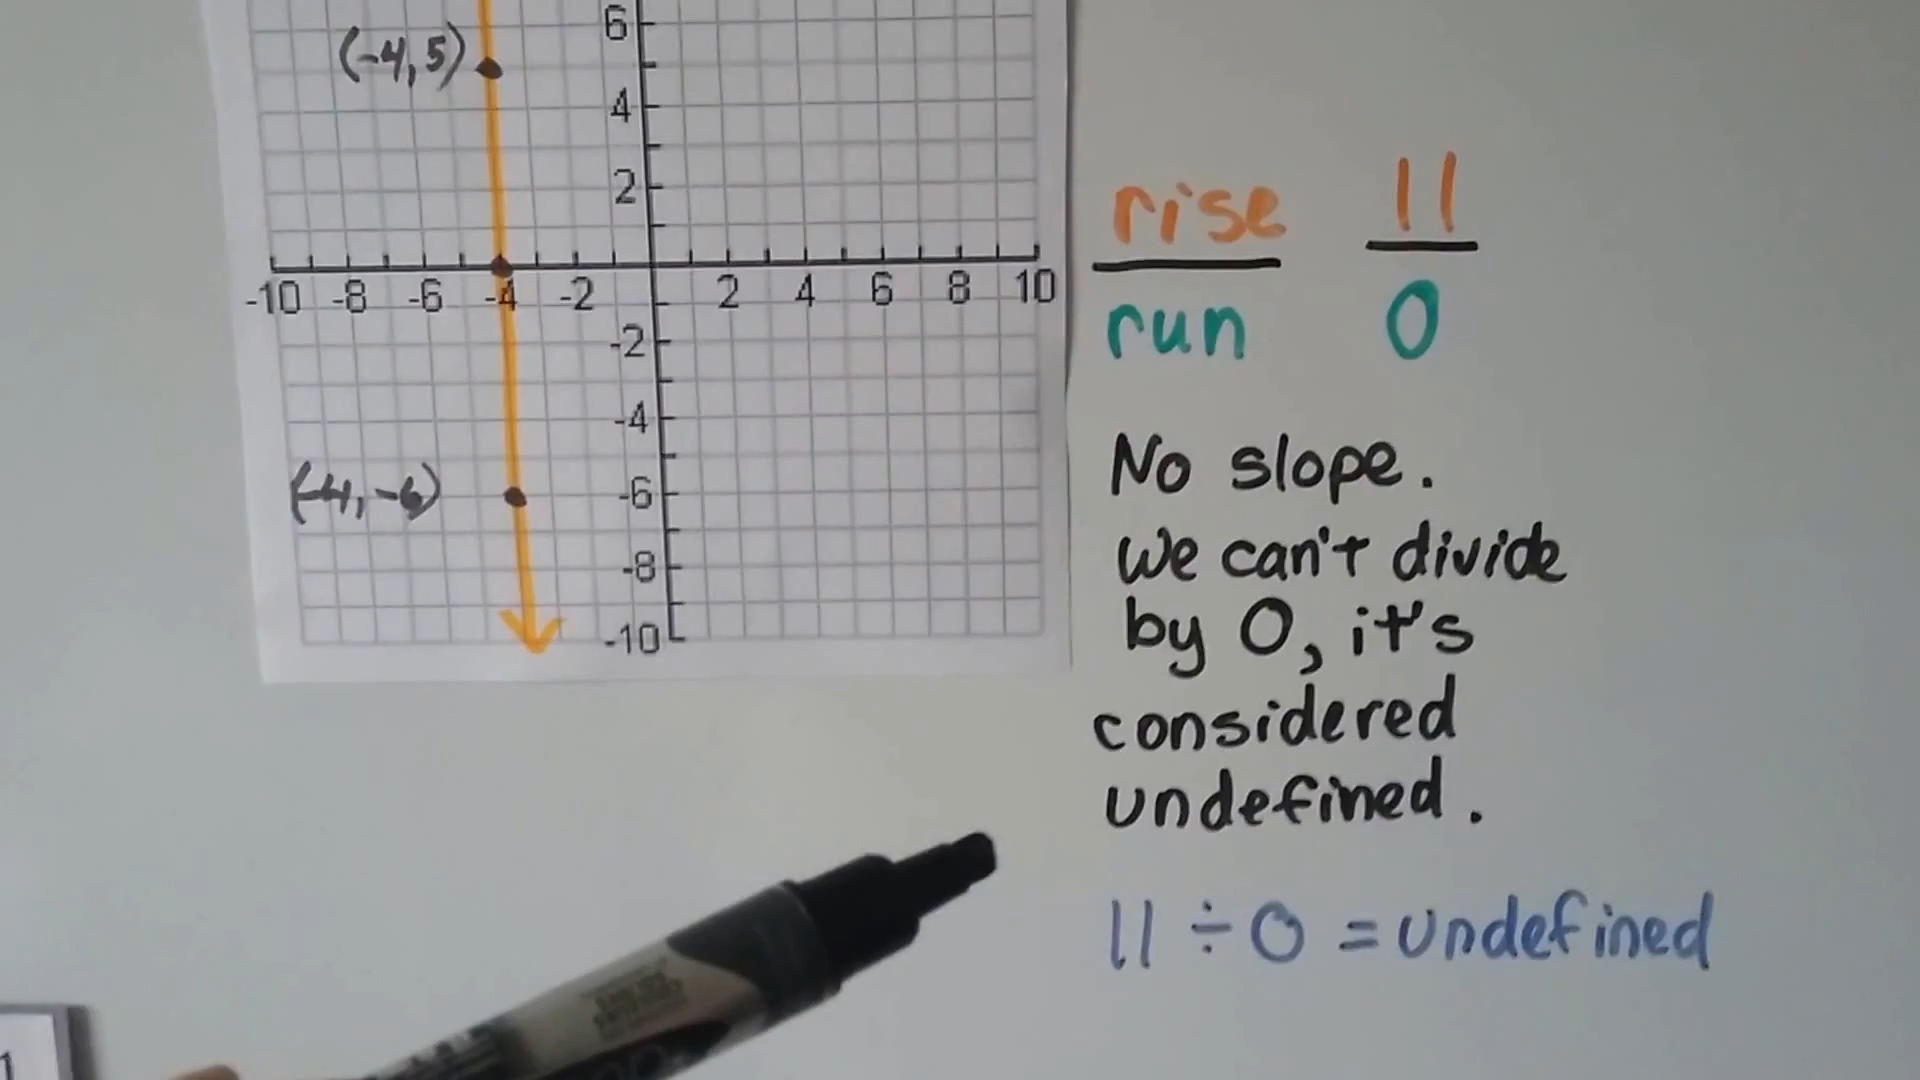 6
(-4, 5)
4
2
-10 -8 -6 -4 -2 2 4 6 8 10
-2
-4
(-4, -6)
-6
-8
-10
rise 11
run 0
No slope.
We can't divide
by 0, it's
considered
undefined.
11 ÷ 0 = undefined
1